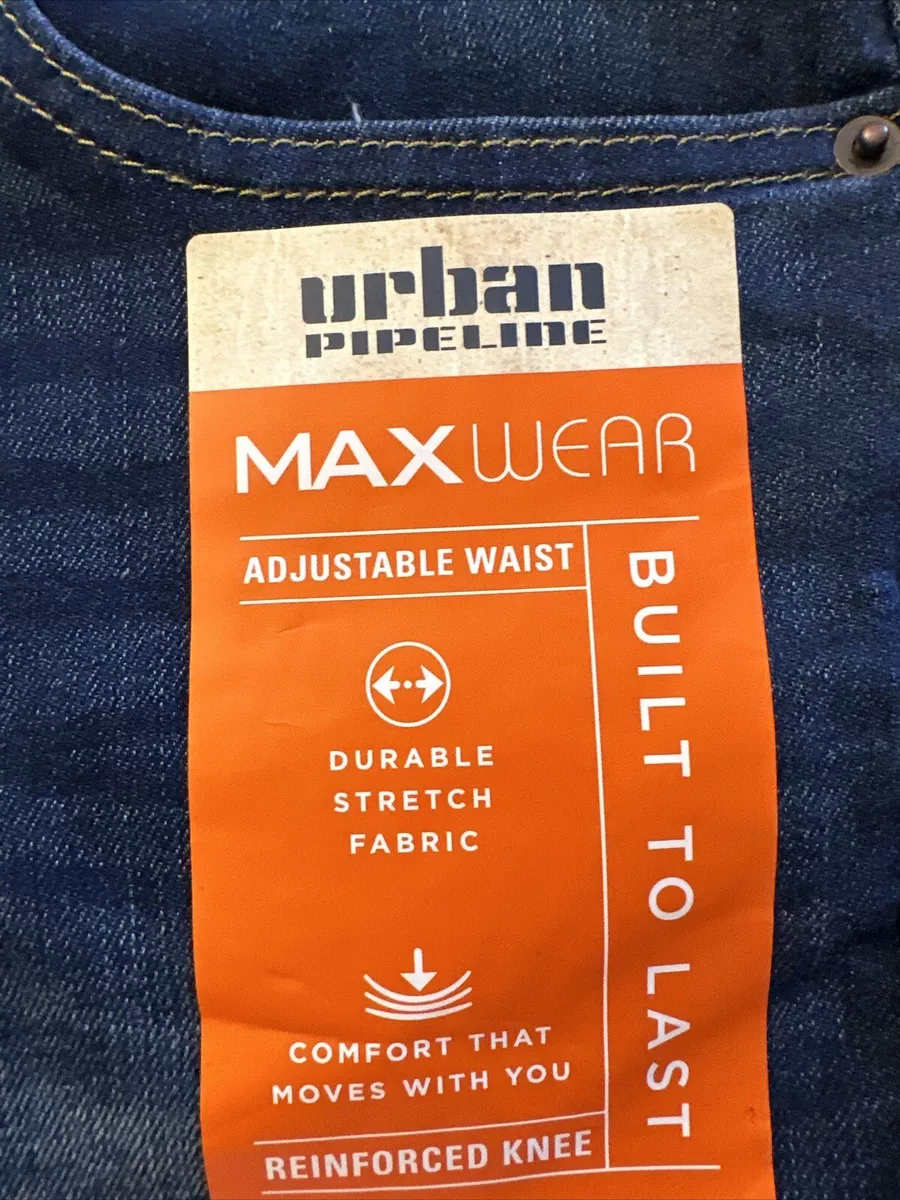 urban
PIPELINE
MAXWEAR
ADJUSTABLE WAIST
DURABLE
STRETCH
FABRIC
COMFORT THAT
MOVES WITH YOU
REINFORCED KNEE
BUILT TO LAST